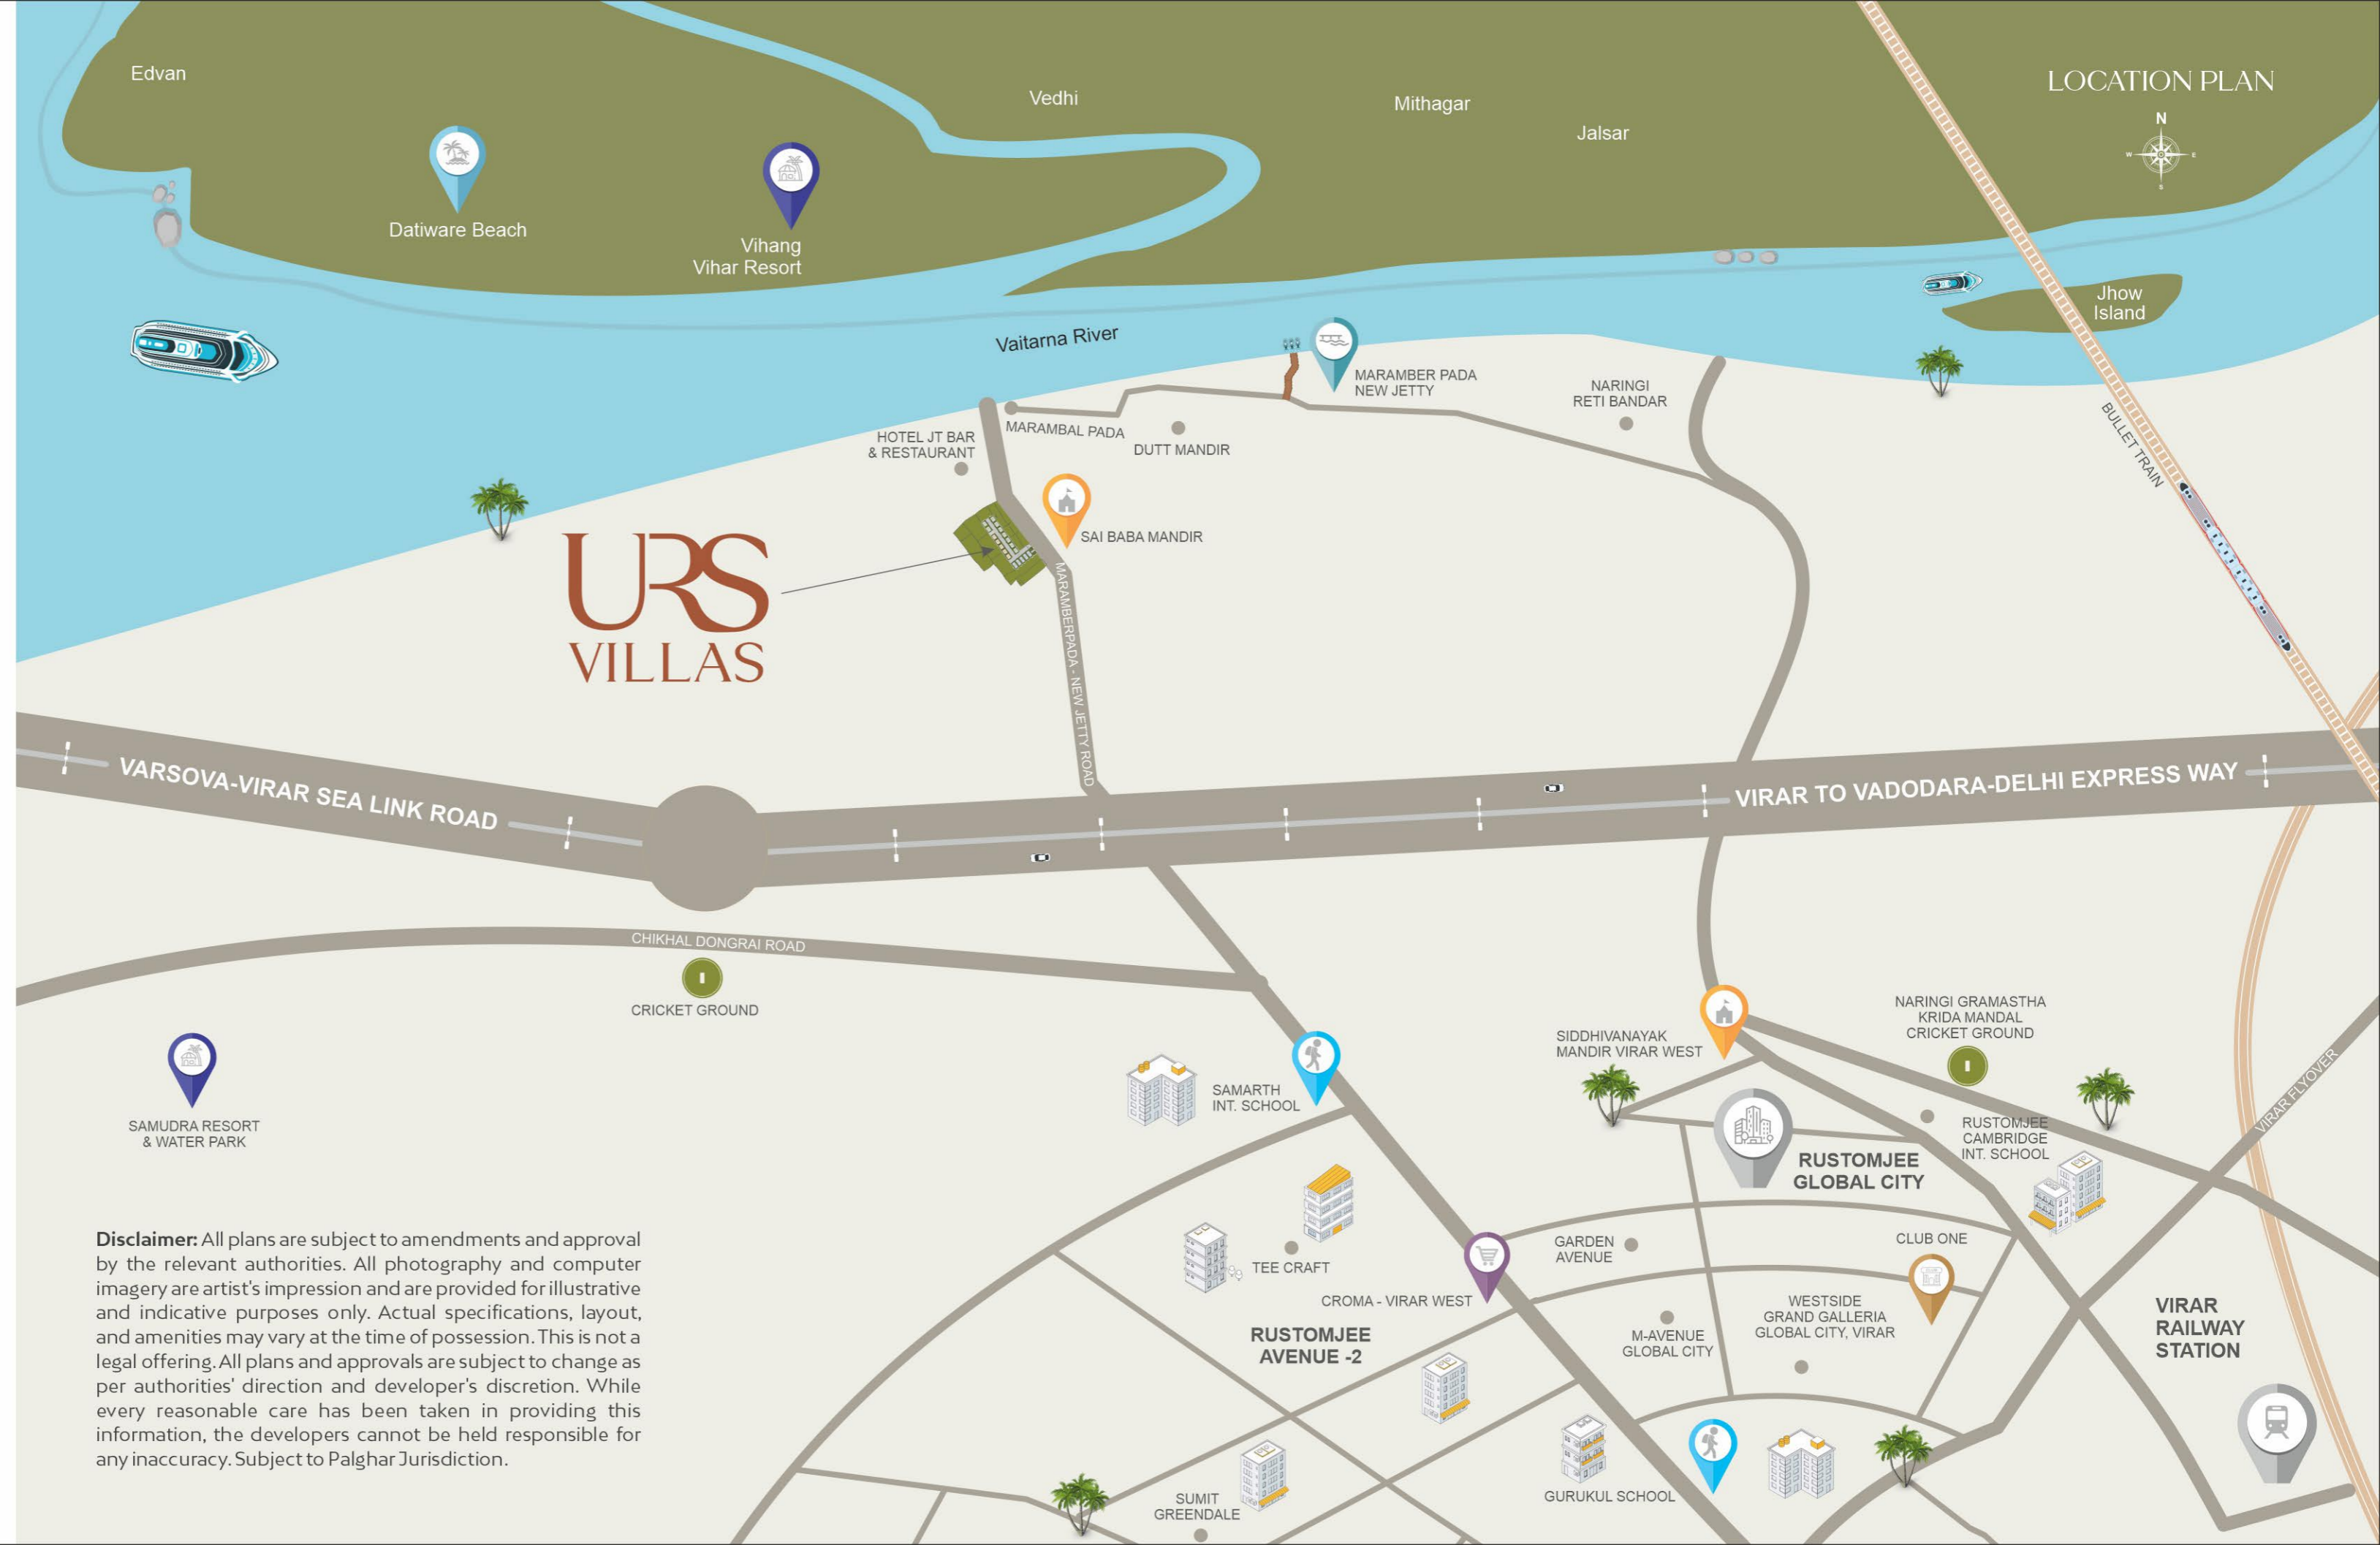 LOCATION PLAN
N
W
E
S
Edvan
Vedhi
Mithagar
Jalsar
Datiware Beach
Vihang
Vihar Resort
Jhow
Island
Vaitarna River
MARAMBER PADA
NEW JETTY
NARINGI
RETI BANDAR
BULLET TRAIN
HOTEL JT BAR
& RESTAURANT
MARAMBAL PADA
DUTT MANDIR
SAI BABA MANDIR
URS
VILLAS
MARAMBERPADA - NEW JETTY ROAD
VARSOVA-VIRAR SEA LINK ROAD
VIRAR TO VADODARA-DELHI EXPRESS WAY
CHIKHAL DONGRAI ROAD
CRICKET GROUND
SAMUDRA RESORT
& WATER PARK
SAMARTH
INT. SCHOOL
SIDDHIVANAYAK
MANDIR VIRAR WEST
NARINGI GRAMASTHA
KRIDA MANDAL
CRICKET GROUND
VIRAR FLYOVER
RUSTOMJEE
CAMBRIDGE
INT. SCHOOL
RUSTOMJEE
GLOBAL CITY
TEE CRAFT
GARDEN
AVENUE
CLUB ONE
CROMA - VIRAR WEST
RUSTOMJEE
AVENUE -2
M-AVENUE
GLOBAL CITY
WESTSIDE
GRAND GALLERIA
GLOBAL CITY, VIRAR
VIRAR
RAILWAY
STATION
GURUKUL SCHOOL
SUMIT
GREENDALE
Disclaimer: All plans are subject to amendments and approval
by the relevant authorities. All photography and computer
imagery are artist's impression and are provided for illustrative
and indicative purposes only. Actual specifications, layout,
and amenities may vary at the time of possession. This is not a
legal offering. All plans and approvals are subject to change as
per authorities' direction and developer's discretion. While
every reasonable care has been taken in providing this
information, the developers cannot be held responsible for
any inaccuracy. Subject to Palghar Jurisdiction.